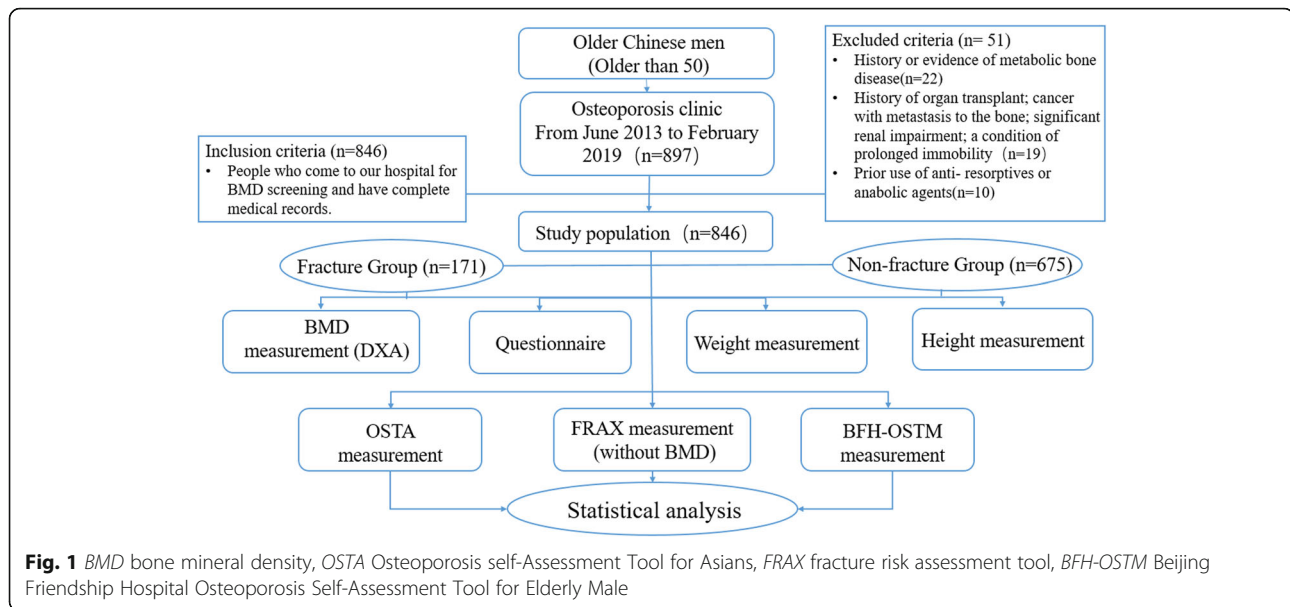 Older Chinese men
(Older than 50)
Osteoporosis clinic
From June 2013 to February
2019 （n=897）
Inclusion criteria (n=846)
• People who come to our hospital for
BMD screening and have complete
medical records.
Excluded criteria (n= 51)
• History or evidence of metabolic bone
disease(n=22)
• History of organ transplant; cancer
with metastasis to the bone; significant
renal impairment; a condition of
prolonged immobility （n=19)
• Prior use of anti- resorptives or
anabolic agents(n=10)
Study population （n=846）
Fracture Group (n=171)
Non-fracture Group (n=675)
BMD
measurement (DXA)
Questionnaire
Weight measurement
Height measurement
OSTA
measurement
FRAX measurement
(without BMD)
BFH-OSTM
measurement
Statistical analysis
Fig. 1 BMD bone mineral density, OSTA Osteoporosis self-Assessment Tool for Asians, FRAX fracture risk assessment tool, BFH-OSTM Beijing
Friendship Hospital Osteoporosis Self-Assessment Tool for Elderly Male